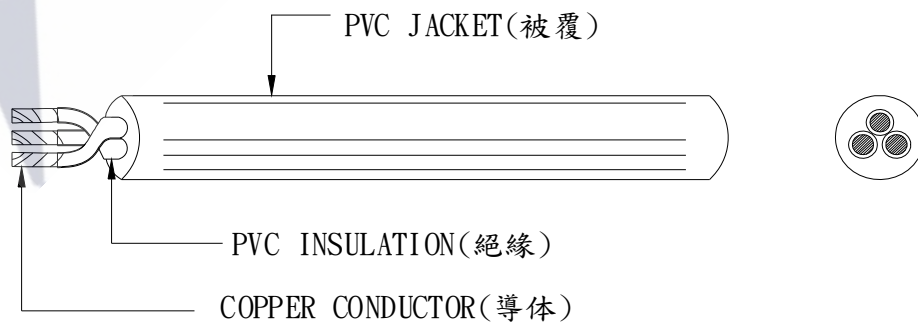 PVC JACKET(被覆)
PVC INSULATION(絕緣)
COPPER CONDUCTOR(導体)